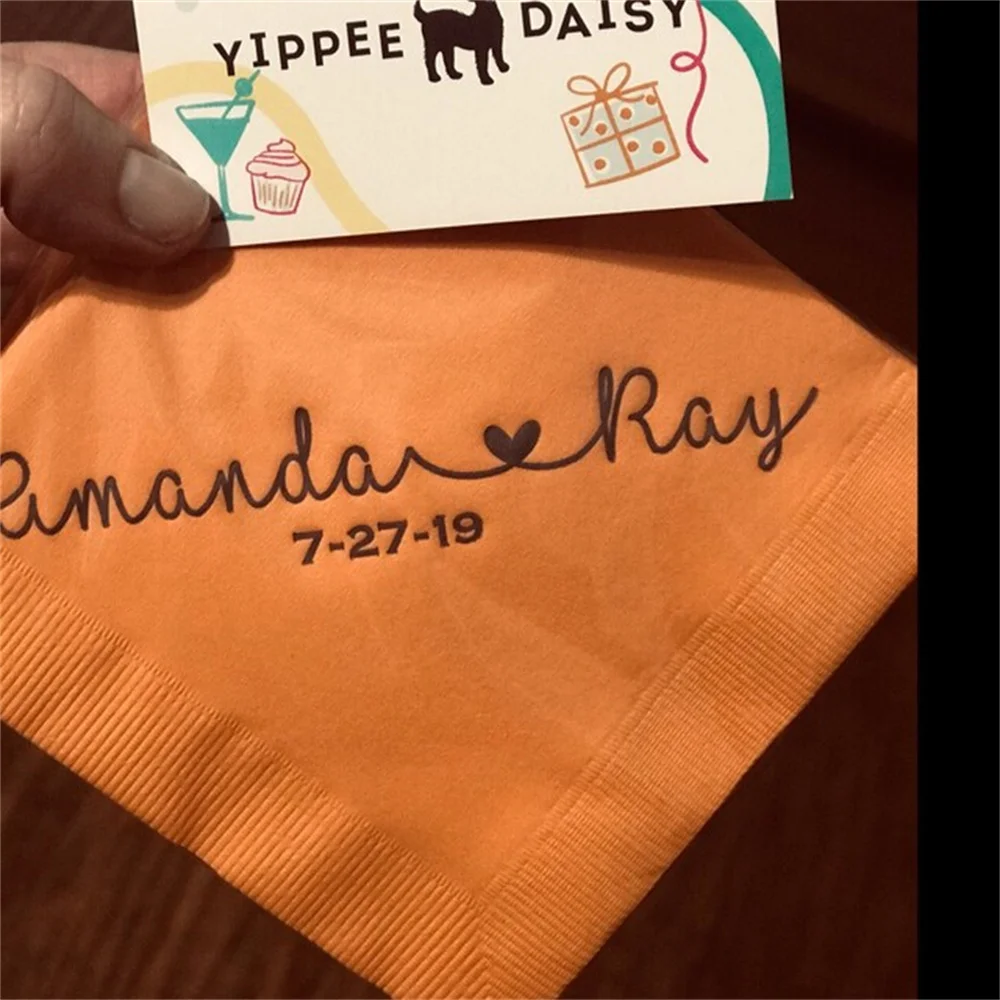 YIPPEE DAISY
Amanda Ray
7-27-19